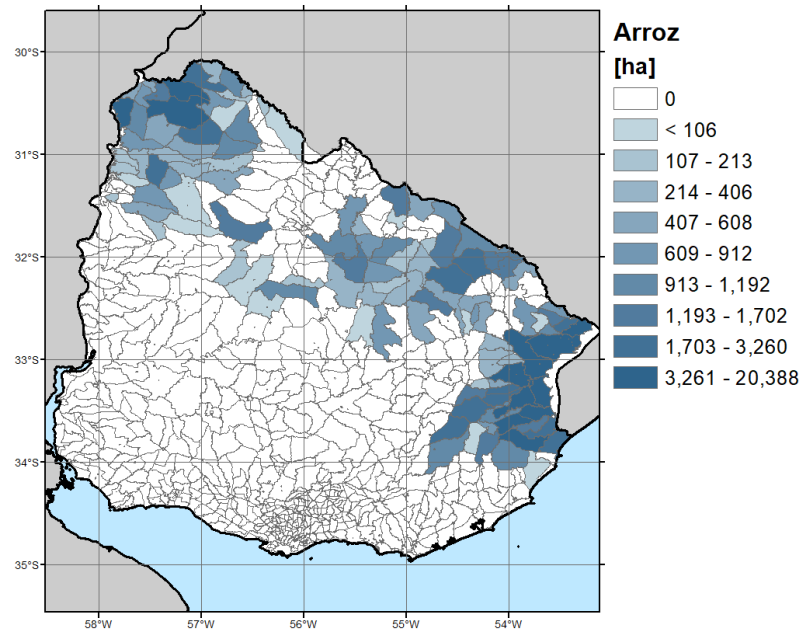 Arroz
[ha]
0
< 106
107 - 213
214 - 406
407 - 608
609 - 912
913 - 1,192
1,193 - 1,702
1,703 - 3,260
3,261 - 20,388
30°S
31°S
32°S
33°S
34°S
35°S
58°W
57°W
56°W
55°W
54°W